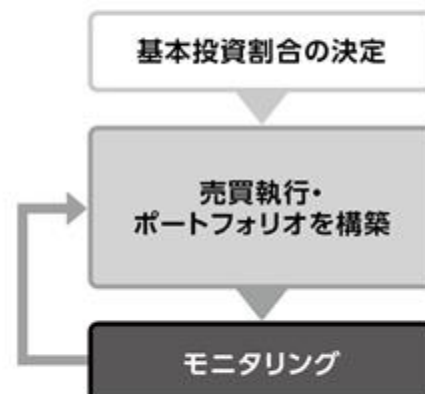 基本投資割合の決定
売買執行・
ポートフォリオを構築
モニタリング